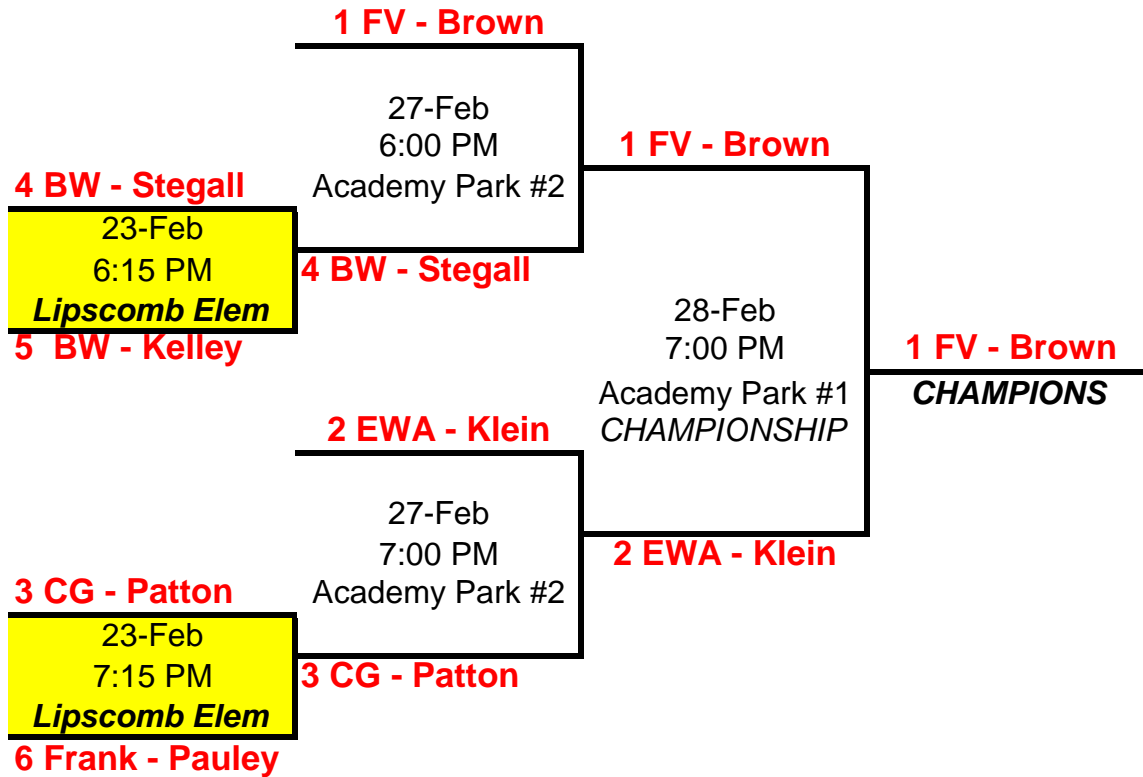 1 FV - Brown
27-Feb
6:00 PM
Academy Park #2
1 FV - Brown
4 BW - Stegall
23-Feb
6:15 PM
Lipscomb Elem
4 BW - Stegall
5  BW - Kelley
28-Feb
7:00 PM
Academy Park #1
CHAMPIONSHIP
1 FV - Brown
CHAMPIONS
2 EWA - Klein
27-Feb
7:00 PM
Academy Park #2
2 EWA - Klein
3 CG - Patton
23-Feb
7:15 PM
Lipscomb Elem
3 CG - Patton
6 Frank - Pauley